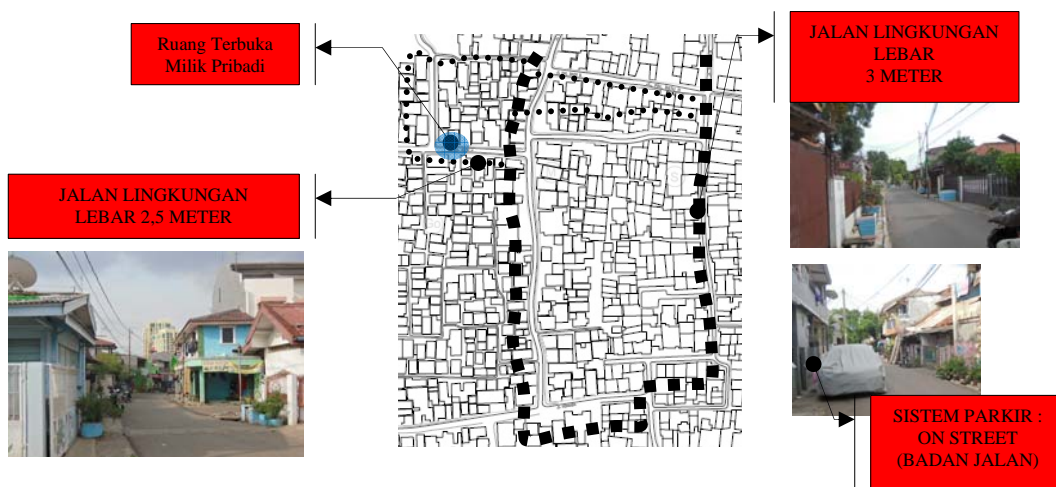 Ruang Terbuka
Milik Pribadi
JALAN LINGKUNGAN
LEBAR
3 METER
JALAN LINGKUNGAN
LEBAR 2,5 METER
SISTEM PARKIR :
ON STREET
(BADAN JALAN)